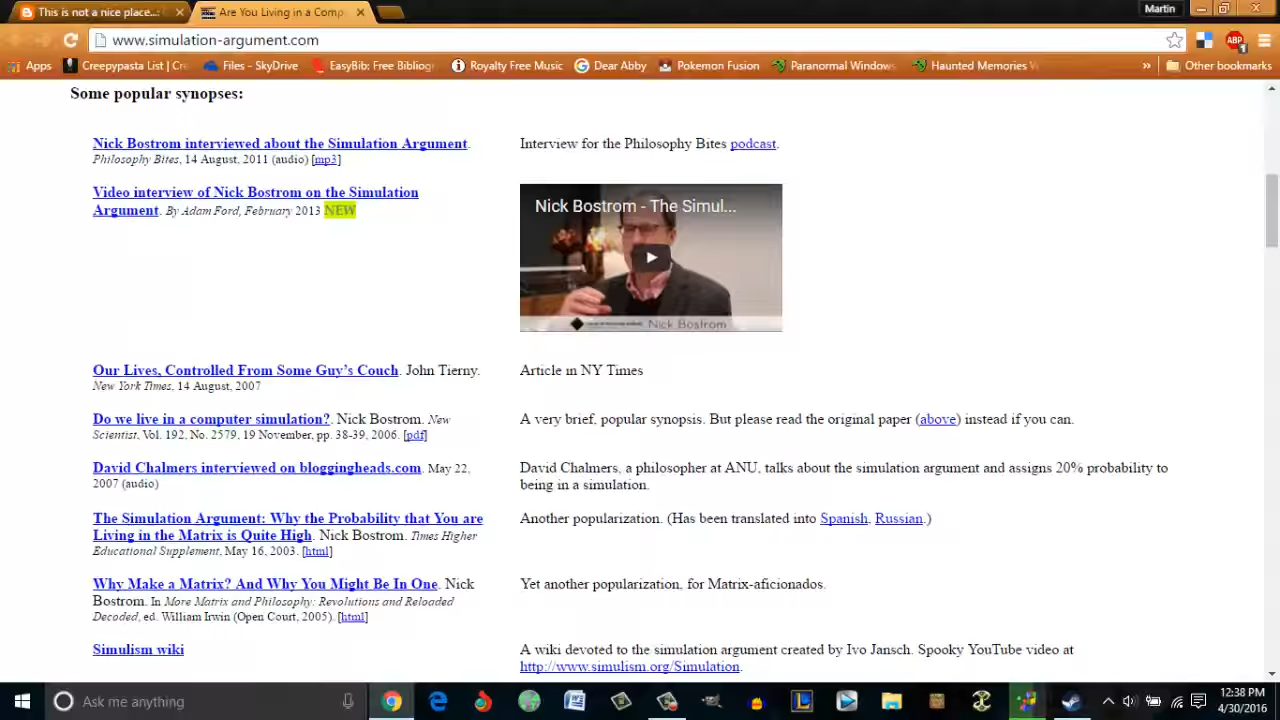 This is not a nice place...
Are You Living in a Comp
Martin
www.simulation-argument.com
ABP
1
Apps
Creepypasta List | Cr
Files - SkyDrive
EasyBib: Free Bibliog
Royalty Free Music
Dear Abby
Pokemon Fusion
Paranormal Windows
Haunted Memories W
»
Other bookmarks
Some popular synopses:
Nick Bostrom interviewed about the Simulation Argument.
Philosophy Bites, 14 August, 2011 (audio) [mp3]
Interview for the Philosophy Bites podcast.
Video interview of Nick Bostrom on the Simulation
Argument. By Adam Ford, February 2013 NEW
Nick Bostrom - The Simul...
Nick Bostrom
Our Lives, Controlled From Some Guy’s Couch. John Tierny.
New York Times, 14 August, 2007
Article in NY Times
Do we live in a computer simulation?. Nick Bostrom. New
Scientist, Vol. 192, No. 2579, 19 November, pp. 38-39, 2006. [pdf]
A very brief, popular synopsis. But please read the original paper (above) instead if you can.
David Chalmers interviewed on bloggingheads.com. May 22,
2007 (audio)
David Chalmers, a philosopher at ANU, talks about the simulation argument and assigns 20% probability to
being in a simulation.
The Simulation Argument: Why the Probability that You are
Living in the Matrix is Quite High. Nick Bostrom. Times Higher
Educational Supplement, May 16, 2003. [html]
Another popularization. (Has been translated into Spanish, Russian.)
Why Make a Matrix? And Why You Might Be In One. Nick
Bostrom. In More Matrix and Philosophy: Revolutions and Reloaded
Decoded, ed. William Irwin (Open Court, 2005). [html]
Yet another popularization, for Matrix-aficionados.
Simulism wiki
A wiki devoted to the simulation argument created by Ivo Jansch. Spooky YouTube video at
http://www.simulism.org/Simulation.
Ask me anything
12:38 PM
4/30/2016